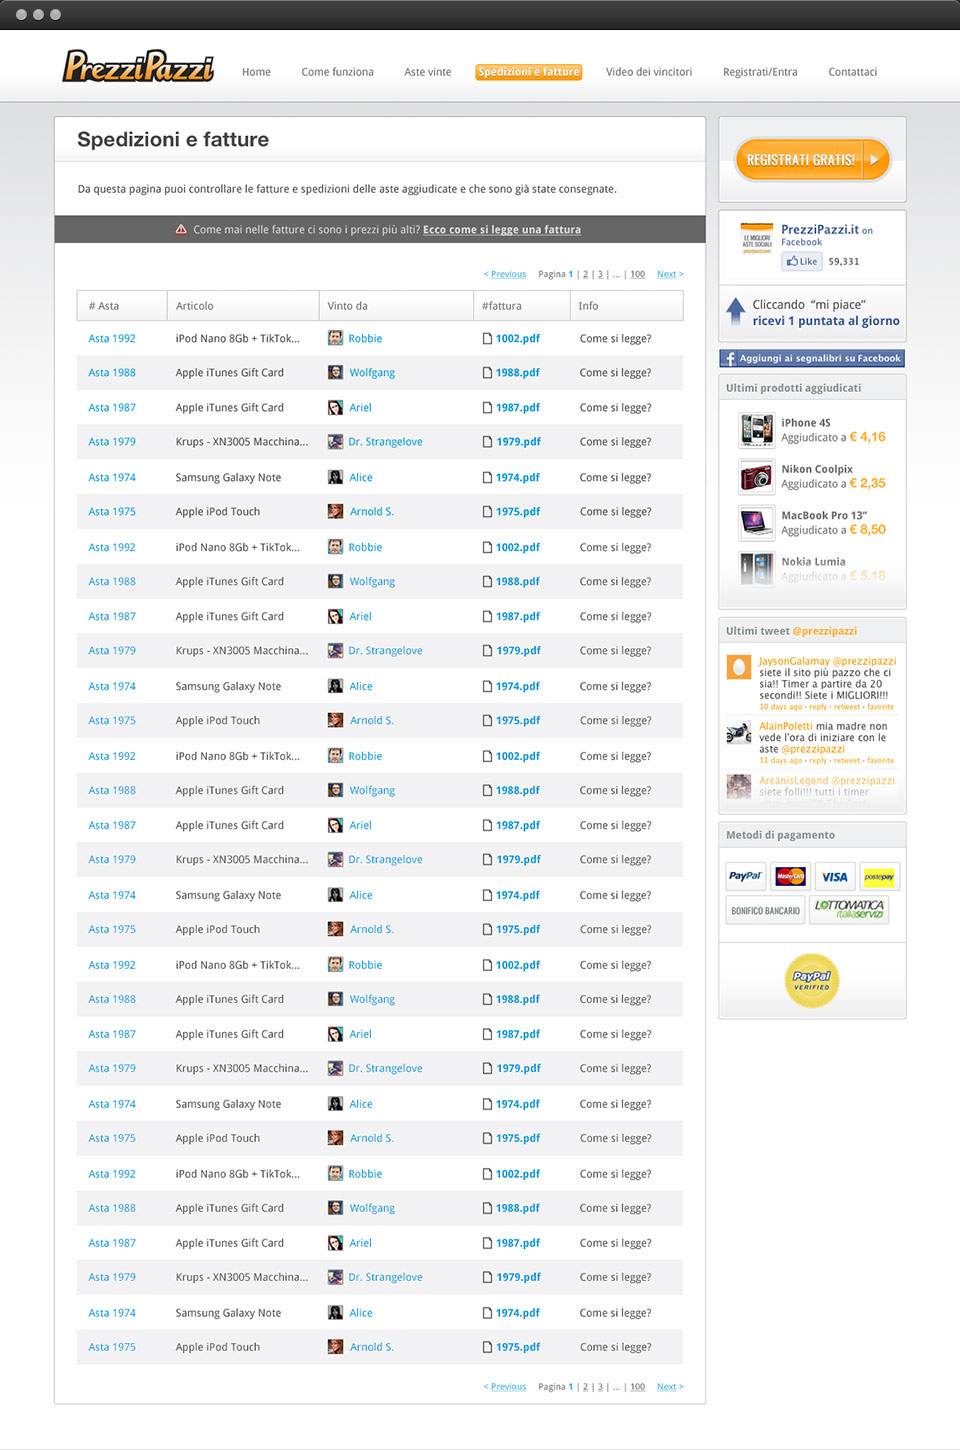 PrezziPazzi
Home Come funziona Aste vinte Spedizioni e fatture Video dei vincitori Registrati/Entra Contattaci
Spedizioni e fatture
Da questa pagina puoi controllare le fatture e spedizioni delle aste aggiudicate e che sono già state consegnate.
Come mai nelle fatture ci sono i prezzi più alti? Ecco come si legge una fattura
< Previous Pagina 1 | 2 | 3 | ... | 100 Next >
# Asta Articolo Vinto da #fattura Info
Asta 1992 iPod Nano 8Gb + TikTok... Robbie 1002.pdf Come si legge?
Asta 1988 Apple iTunes Gift Card Wolfgang 1988.pdf Come si legge?
Asta 1987 Apple iTunes Gift Card Ariel 1987.pdf Come si legge?
Asta 1979 Krups - XN3005 Macchina... Dr. Strangelove 1979.pdf Come si legge?
Asta 1974 Samsung Galaxy Note Alice 1974.pdf Come si legge?
Asta 1975 Apple iPod Touch Arnold S. 1975.pdf Come si legge?
Asta 1992 iPod Nano 8Gb + TikTok... Robbie 1002.pdf Come si legge?
Asta 1988 Apple iTunes Gift Card Wolfgang 1988.pdf Come si legge?
Asta 1987 Apple iTunes Gift Card Ariel 1987.pdf Come si legge?
Asta 1979 Krups - XN3005 Macchina... Dr. Strangelove 1979.pdf Come si legge?
Asta 1974 Samsung Galaxy Note Alice 1974.pdf Come si legge?
Asta 1975 Apple iPod Touch Arnold S. 1975.pdf Come si legge?
Asta 1992 iPod Nano 8Gb + TikTok... Robbie 1002.pdf Come si legge?
Asta 1988 Apple iTunes Gift Card Wolfgang 1988.pdf Come si legge?
Asta 1987 Apple iTunes Gift Card Ariel 1987.pdf Come si legge?
Asta 1979 Krups - XN3005 Macchina... Dr. Strangelove 1979.pdf Come si legge?
Asta 1974 Samsung Galaxy Note Alice 1974.pdf Come si legge?
Asta 1975 Apple iPod Touch Arnold S. 1975.pdf Come si legge?
Asta 1992 iPod Nano 8Gb + TikTok... Robbie 1002.pdf Come si legge?
Asta 1988 Apple iTunes Gift Card Wolfgang 1988.pdf Come si legge?
Asta 1987 Apple iTunes Gift Card Ariel 1987.pdf Come si legge?
Asta 1979 Krups - XN3005 Macchina... Dr. Strangelove 1979.pdf Come si legge?
Asta 1974 Samsung Galaxy Note Alice 1974.pdf Come si legge?
Asta 1975 Apple iPod Touch Arnold S. 1975.pdf Come si legge?
Asta 1992 iPod Nano 8Gb + TikTok... Robbie 1002.pdf Come si legge?
Asta 1988 Apple iTunes Gift Card Wolfgang 1988.pdf Come si legge?
Asta 1987 Apple iTunes Gift Card Ariel 1987.pdf Come si legge?
Asta 1979 Krups - XN3005 Macchina... Dr. Strangelove 1979.pdf Come si legge?
Asta 1974 Samsung Galaxy Note Alice 1974.pdf Come si legge?
Asta 1975 Apple iPod Touch Arnold S. 1975.pdf Come si legge?
< Previous Pagina 1 | 2 | 3 | ... | 100 Next >
REGISTRATI GRATIS!
LE MIGLIORI
ASTE SOCIALI
prezzipazzi.com
PrezziPazzi.it on
Facebook
Like 59,331
Cliccando “mi piace”
ricevi 1 puntata al giorno
Aggiungi ai segnalibri su Facebook
Ultimi prodotti aggiudicati
iPhone 4S
Aggiudicato a € 4,16
Nikon Coolpix
Aggiudicato a € 2,35
MacBook Pro 13”
Aggiudicato a € 8,50
Nokia Lumia
Aggiudicato a € 5,18
Ultimi tweet @prezzipazzi
JaysonGalamay @prezzipazzi
siete il sito più pazzo che ci
sia!! Timer a partire da 20
secondi!! Siete i MIGLIORI!!!
10 days ago • reply • retweet • favorite
AlainPoletti mia madre non
vede l'ora di iniziare con le
aste @prezzipazzi
11 days ago • reply • retweet • favorite
ArcanisLegend @prezzipazzi
siete folli!!! tutti i timer
Metodi di pagamento
PayPal MasterCard VISA postepay
BONIFICO BANCARIO LOTTOMATICA
italiaservizi
PayPal
VERIFIED